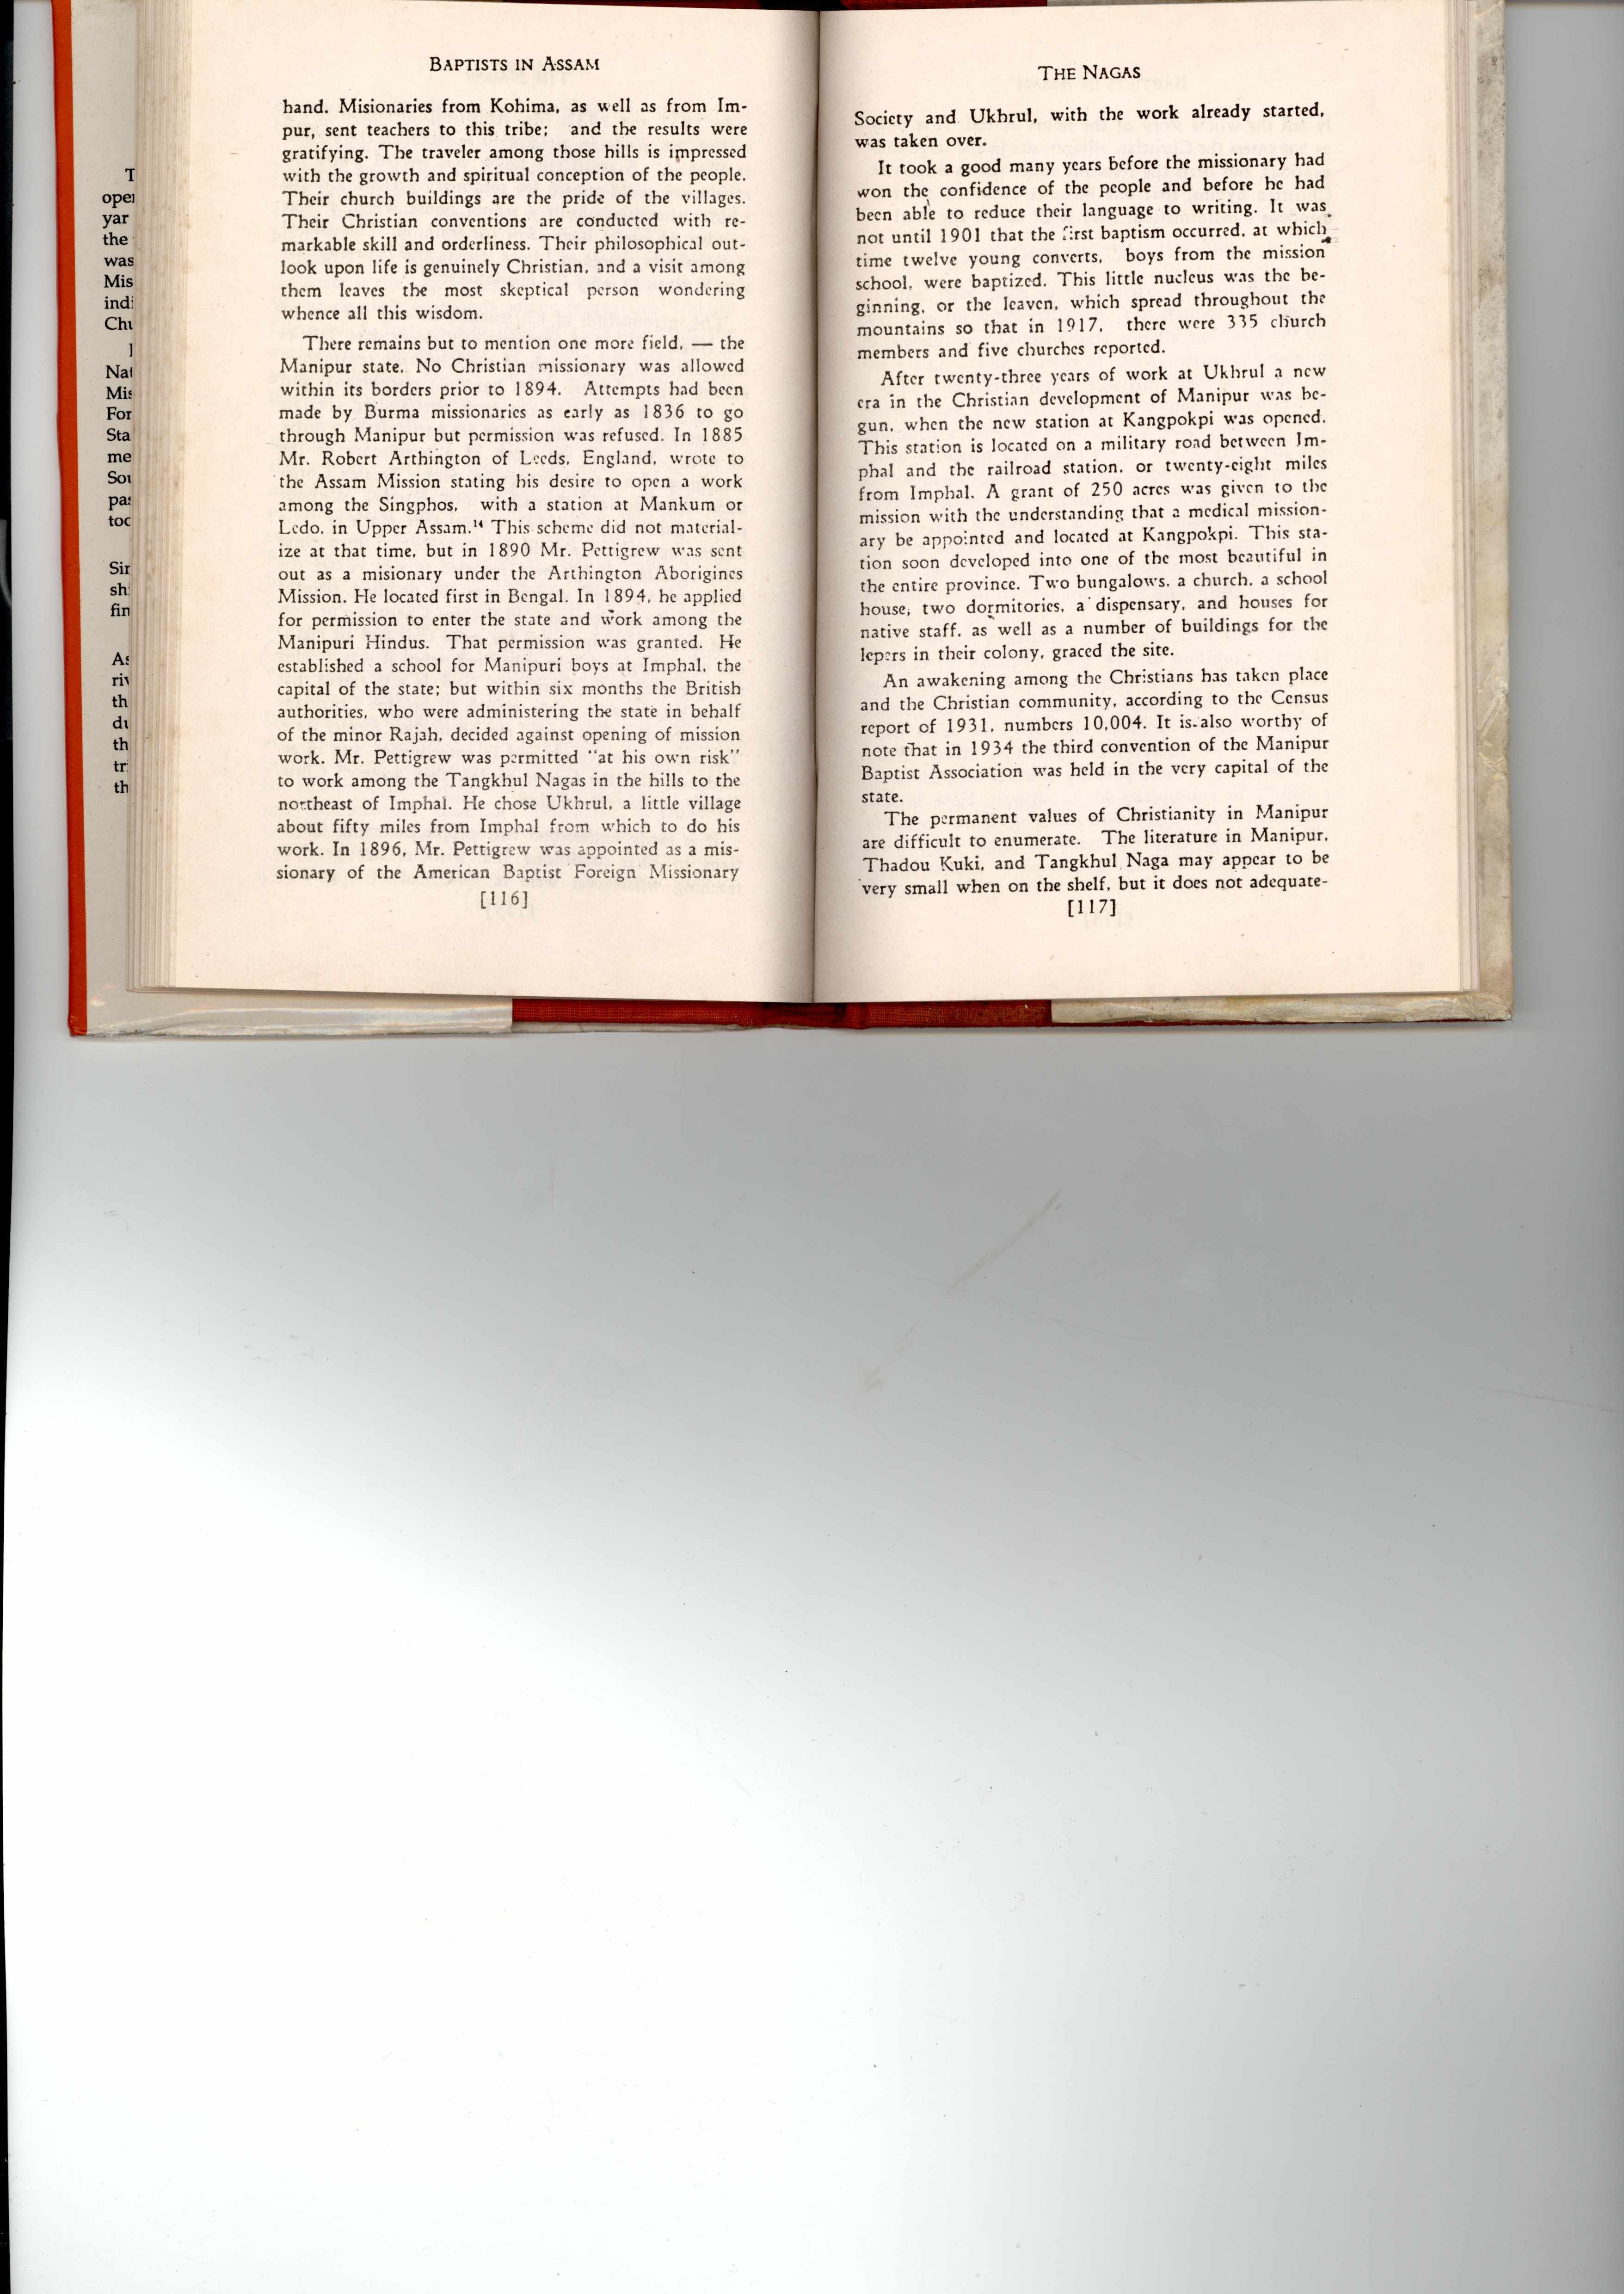 BAPTISTS IN ASSAM
hand. Misionaries from Kohima, as well as from Im-
pur, sent teachers to this tribe; and the results were
gratifying. The traveler among those hills is impressed
with the growth and spiritual conception of the people.
Their church buildings are the pride of the villages.
Their Christian conventions are conducted with re-
markable skill and orderliness. Their philosophical out-
look upon life is genuinely Christian, and a visit among
them leaves the most skeptical person wondering
whence all this wisdom.
There remains but to mention one more field, — the
Manipur state. No Christian missionary was allowed
within its borders prior to 1894. Attempts had been
made by Burma missionaries as early as 1836 to go
through Manipur but permission was refused. In 1885
Mr. Robert Arthington of Leeds, England, wrote to
the Assam Mission stating his desire to open a work
among the Singphos, with a station at Mankum or
Ledo, in Upper Assam.¹⁴ This scheme did not material-
ize at that time, but in 1890 Mr. Pettigrew was sent
out as a misionary under the Arthington Aborigines
Mission. He located first in Bengal. In 1894, he applied
for permission to enter the state and work among the
Manipuri Hindus. That permission was granted. He
established a school for Manipuri boys at Imphal, the
capital of the state; but within six months the British
authorities, who were administering the state in behalf
of the minor Rajah, decided against opening of mission
work. Mr. Pettigrew was permitted "at his own risk"
to work among the Tangkhul Nagas in the hills to the
northeast of Imphal. He chose Ukhrul, a little village
about fifty miles from Imphal from which to do his
work. In 1896, Mr. Pettigrew was appointed as a mis-
sionary of the American Baptist Foreign Missionary
[116]
THE NAGAS
Society and Ukhrul, with the work already started,
was taken over.
It took a good many years before the missionary had
won the confidence of the people and before he had
been able to reduce their language to writing. It was
not until 1901 that the first baptism occurred, at which
time twelve young converts, boys from the mission
school, were baptized. This little nucleus was the be-
ginning, or the leaven, which spread throughout the
mountains so that in 1917, there were 335 church
members and five churches reported.
After twenty-three years of work at Ukhrul a new
era in the Christian development of Manipur was be-
gun, when the new station at Kangpokpi was opened.
This station is located on a military road between Im-
phal and the railroad station, or twenty-eight miles
from Imphal. A grant of 250 acres was given to the
mission with the understanding that a medical mission-
ary be appointed and located at Kangpokpi. This sta-
tion soon developed into one of the most beautiful in
the entire province. Two bungalows, a church, a school
house, two dormitories, a dispensary, and houses for
native staff, as well as a number of buildings for the
lepers in their colony, graced the site.
An awakening among the Christians has taken place
and the Christian community, according to the Census
report of 1931, numbers 10,004. It is also worthy of
note that in 1934 the third convention of the Manipur
Baptist Association was held in the very capital of the
state.
The permanent values of Christianity in Manipur
are difficult to enumerate. The literature in Manipur,
Thadou Kuki, and Tangkhul Naga may appear to be
very small when on the shelf, but it does not adequate-
[117]